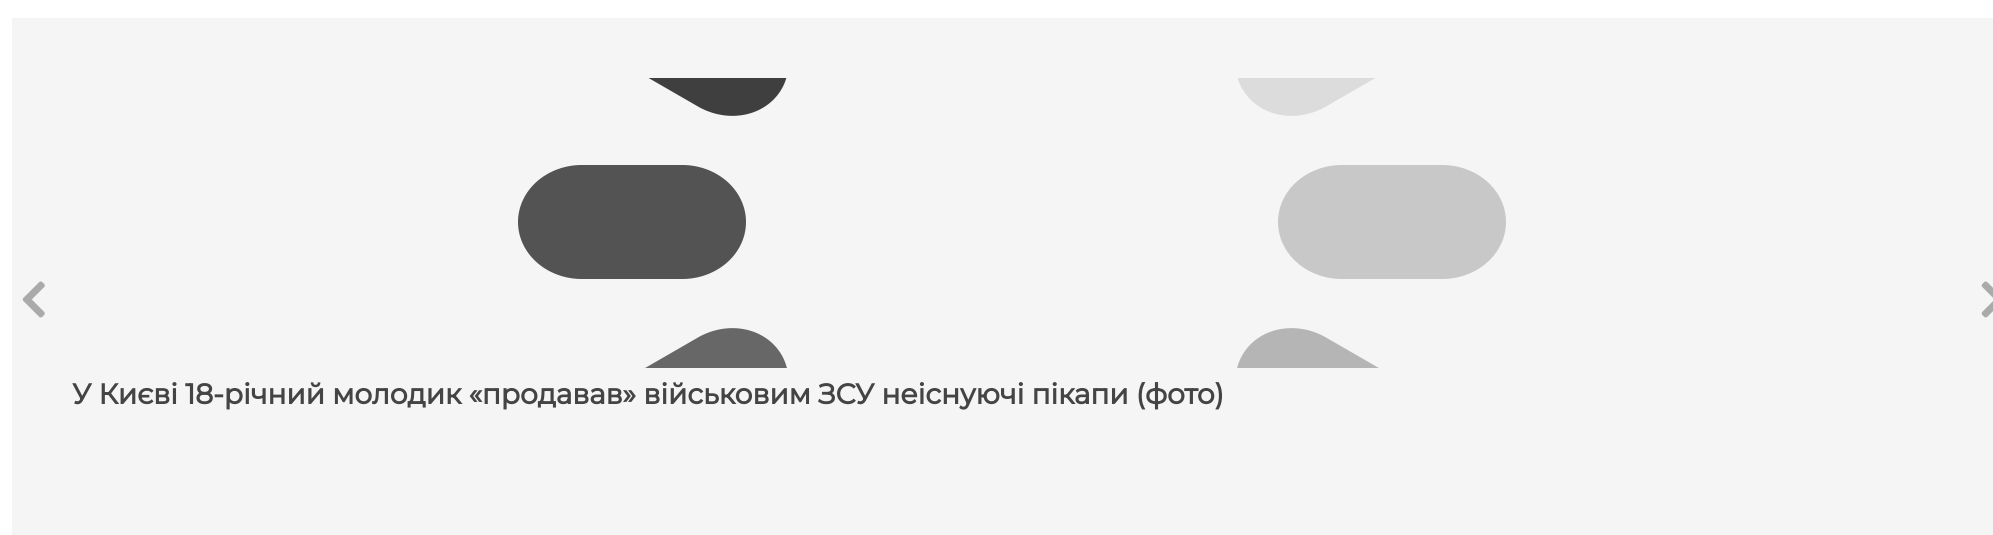 У Києві 18-річний молодик «продавав» військовим ЗСУ неіснуючі пікапи (фото)